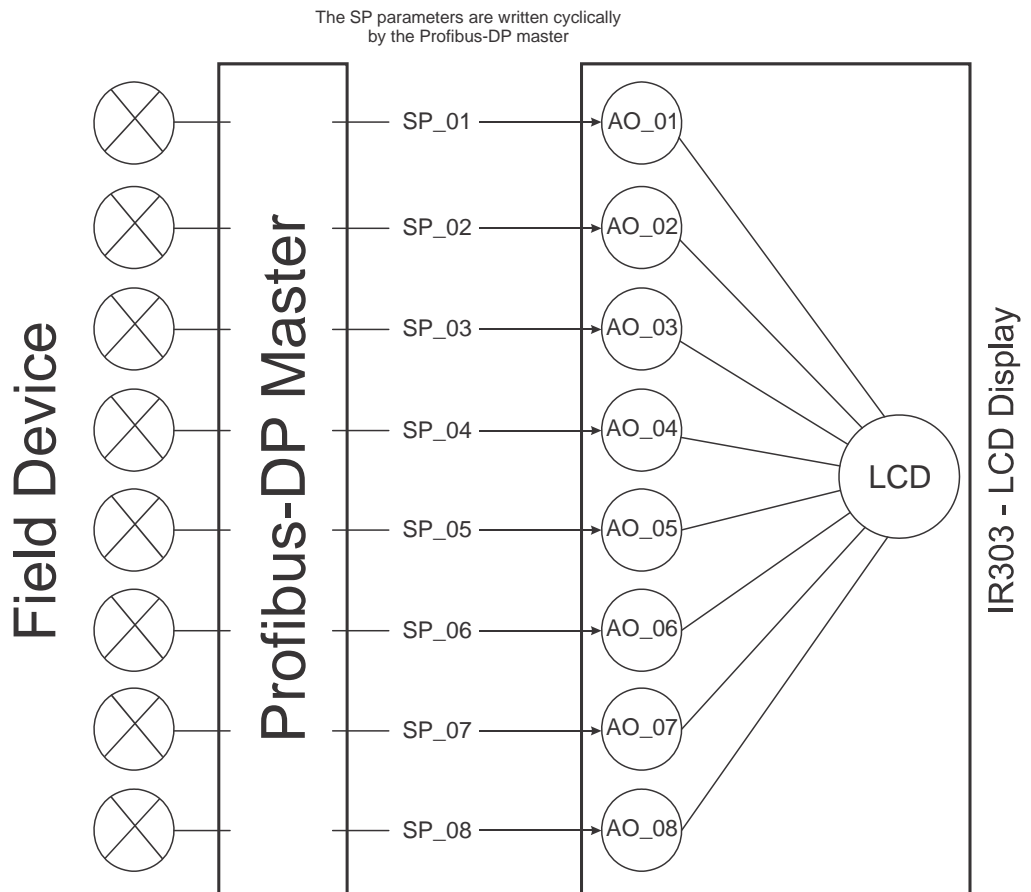 The SP parameters are written cyclically
by the Profibus-DP master
Field Device
Profibus-DP Master
SP_01
SP_02
SP_03
SP_04
SP_05
SP_06
SP_07
SP_08
AO_01
AO_02
AO_03
AO_04
AO_05
AO_06
AO_07
AO_08
LCD
IR303 - LCD Display